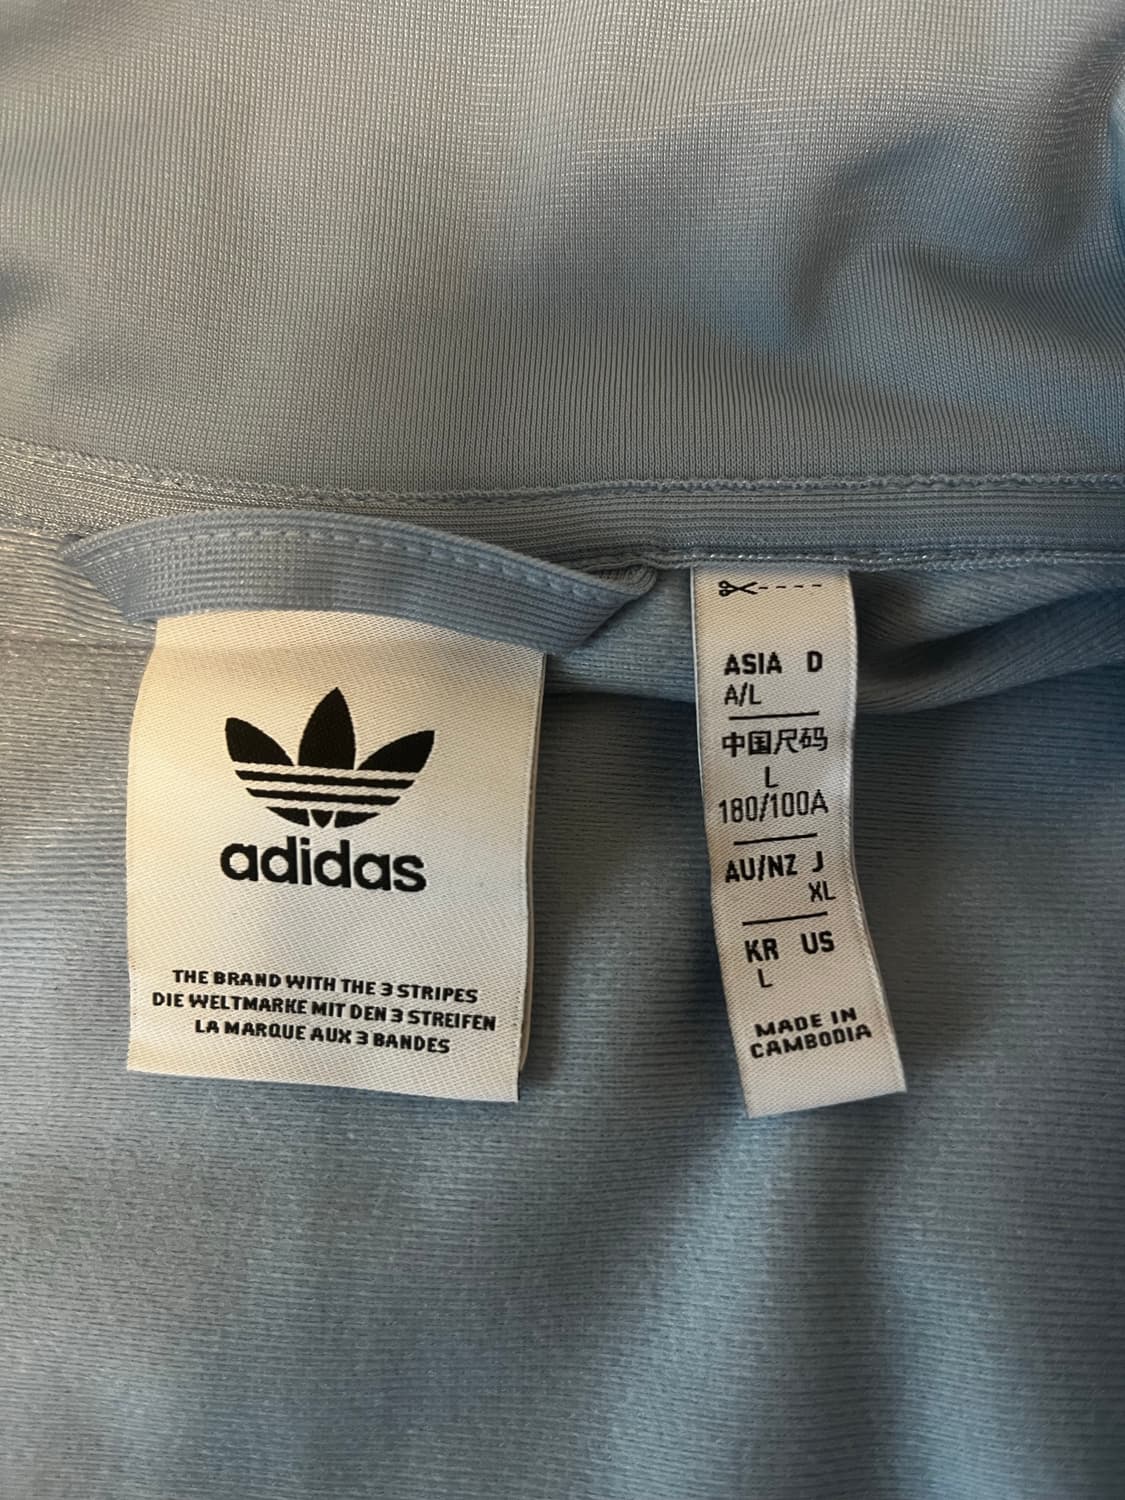 adidas
THE BRAND WITH THE 3 STRIPES
DIE WELTMARKE MIT DEN 3 STREIFEN
LA MARQUE AUX 3 BANDES
ASIA D
A/L
中国尺码
L
180/100A
AU/NZ J
XL
KR US
L
MADE IN
CAMBODIA